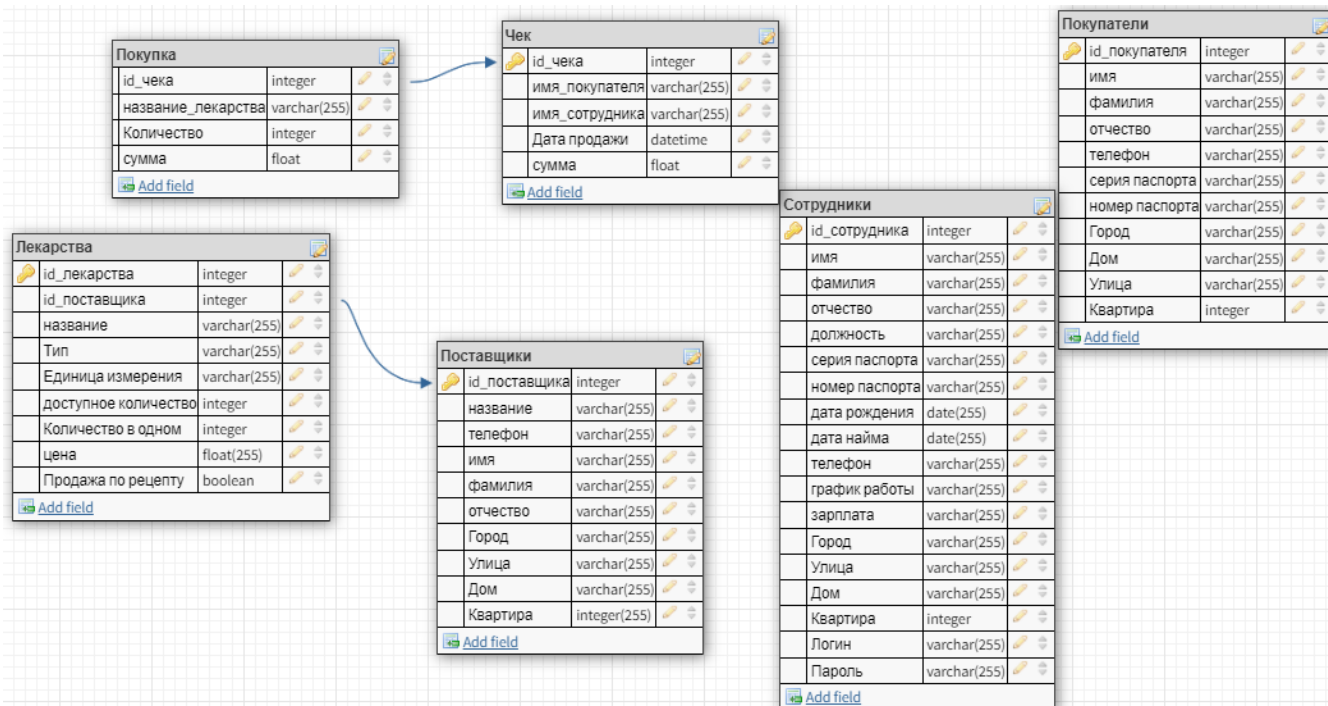 Покупка
id_чека integer
название_лекарства varchar(255)
Количество integer
сумма float
Add field
Чек
id_чека integer
имя_покупателя varchar(255)
имя_сотрудника varchar(255)
Дата продажи datetime
сумма float
Add field
Покупатели
id_покупателя integer
имя varchar(255)
фамилия varchar(255)
отчество varchar(255)
телефон varchar(255)
серия паспорта varchar(255)
номер паспорта varchar(255)
Город varchar(255)
Дом varchar(255)
Улица varchar(255)
Квартира integer
Add field
Лекарства
id_лекарства integer
id_поставщика integer
название varchar(255)
Тип varchar(255)
Единица измерения varchar(255)
доступное количество integer
Количество в одном integer
цена float(255)
Продажа по рецепту boolean
Add field
Поставщики
id_поставщика integer
название varchar(255)
телефон varchar(255)
имя varchar(255)
фамилия varchar(255)
отчество varchar(255)
Город varchar(255)
Улица varchar(255)
Дом varchar(255)
Квартира integer(255)
Add field
Сотрудники
id_сотрудника integer
имя varchar(255)
фамилия varchar(255)
отчество varchar(255)
должность varchar(255)
серия паспорта varchar(255)
номер паспорта varchar(255)
дата рождения date(255)
дата найма date(255)
телефон varchar(255)
график работы varchar(255)
зарплата varchar(255)
Город varchar(255)
Улица varchar(255)
Дом varchar(255)
Квартира integer
Логин varchar(255)
Пароль varchar(255)
Add field